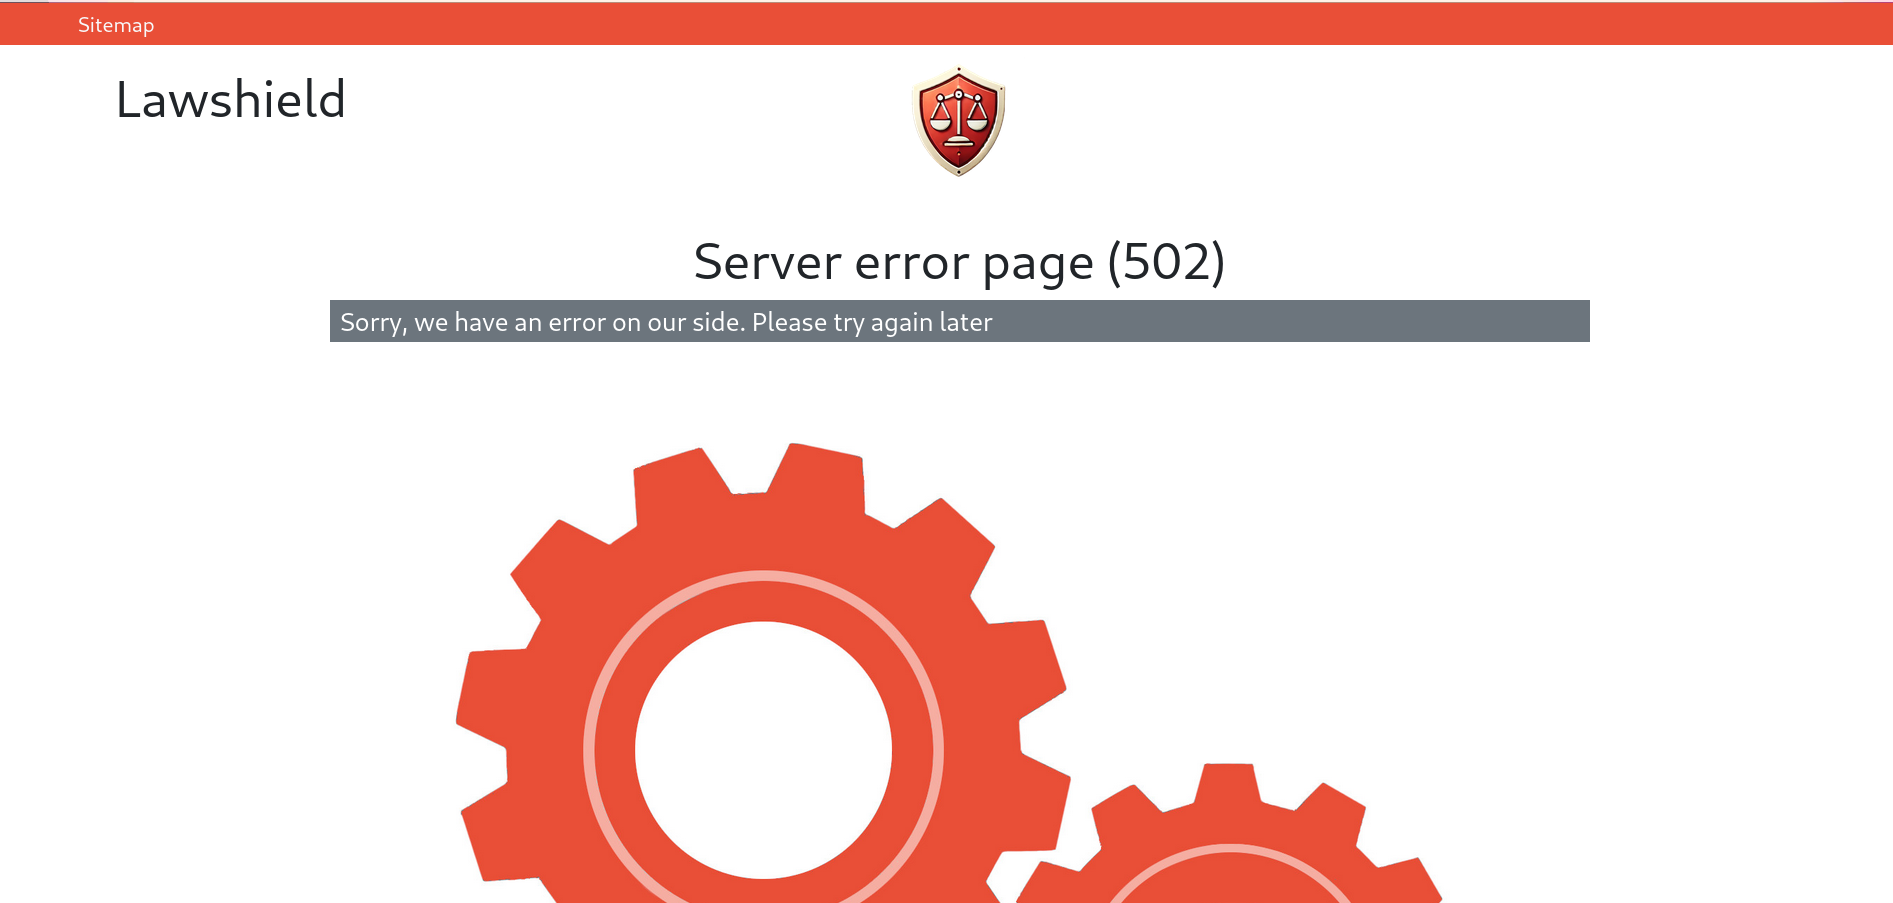 Sitemap
Lawshield
Server error page (502)
Sorry, we have an error on our side. Please try again later